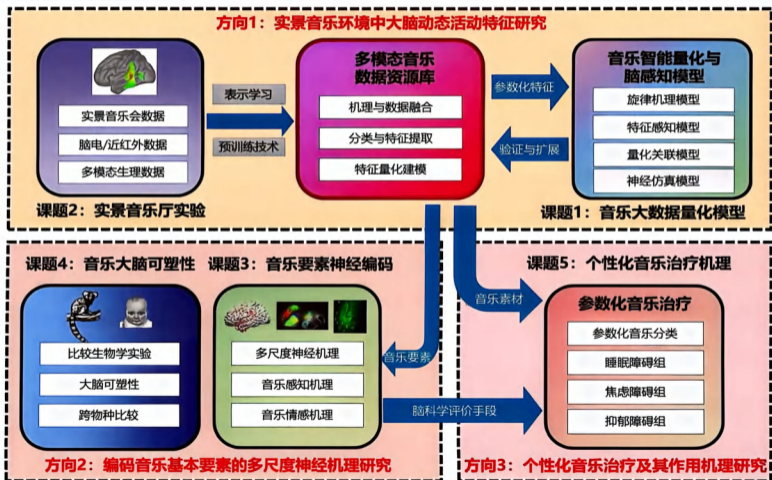 方向1：实景音乐环境中大脑动态活动特征研究
实景音乐会数据
脑电/近红外数据
多模态生理数据
课题2：实景音乐厅实验
表示学习
预训练技术
多模态音乐
数据资源库
机理与数据融合
分类与特征提取
特征量化建模
参数化特征
验证与扩展
音乐智能量化与
脑感知模型
旋律机理模型
特征感知模型
量化关联模型
神经仿真模型
课题1：音乐大数据量化模型
课题4：音乐大脑可塑性
比较生物学实验
大脑可塑性
跨物种比较
课题3：音乐要素神经编码
多尺度神经机理
音乐感知机理
音乐情感机理
音乐要素
音乐素材
脑科学评价手段
方向2：编码音乐基本要素的多尺度神经机理研究
课题5：个性化音乐治疗机理
参数化音乐治疗
参数化音乐分类
睡眠障碍组
焦虑障碍组
抑郁障碍组
方向3：个性化音乐治疗及其作用机理研究